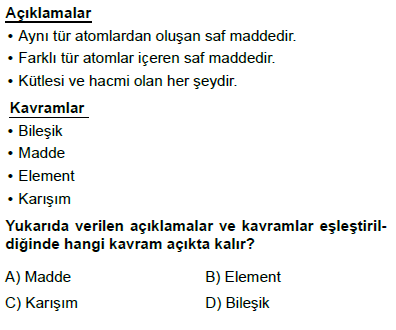 Açıklamalar
• Aynı tür atomlardan oluşan saf maddedir.
• Farklı tür atomlar içeren saf maddedir.
• Kütlesi ve hacmi olan her şeydir.
Kavramlar
• Bileşik
• Madde
• Element
• Karışım
Yukarıda verilen açıklamalar ve kavramlar eşleştiril-
diğinde hangi kavram açıkta kalır?
A) Madde B) Element
C) Karışım D) Bileşik